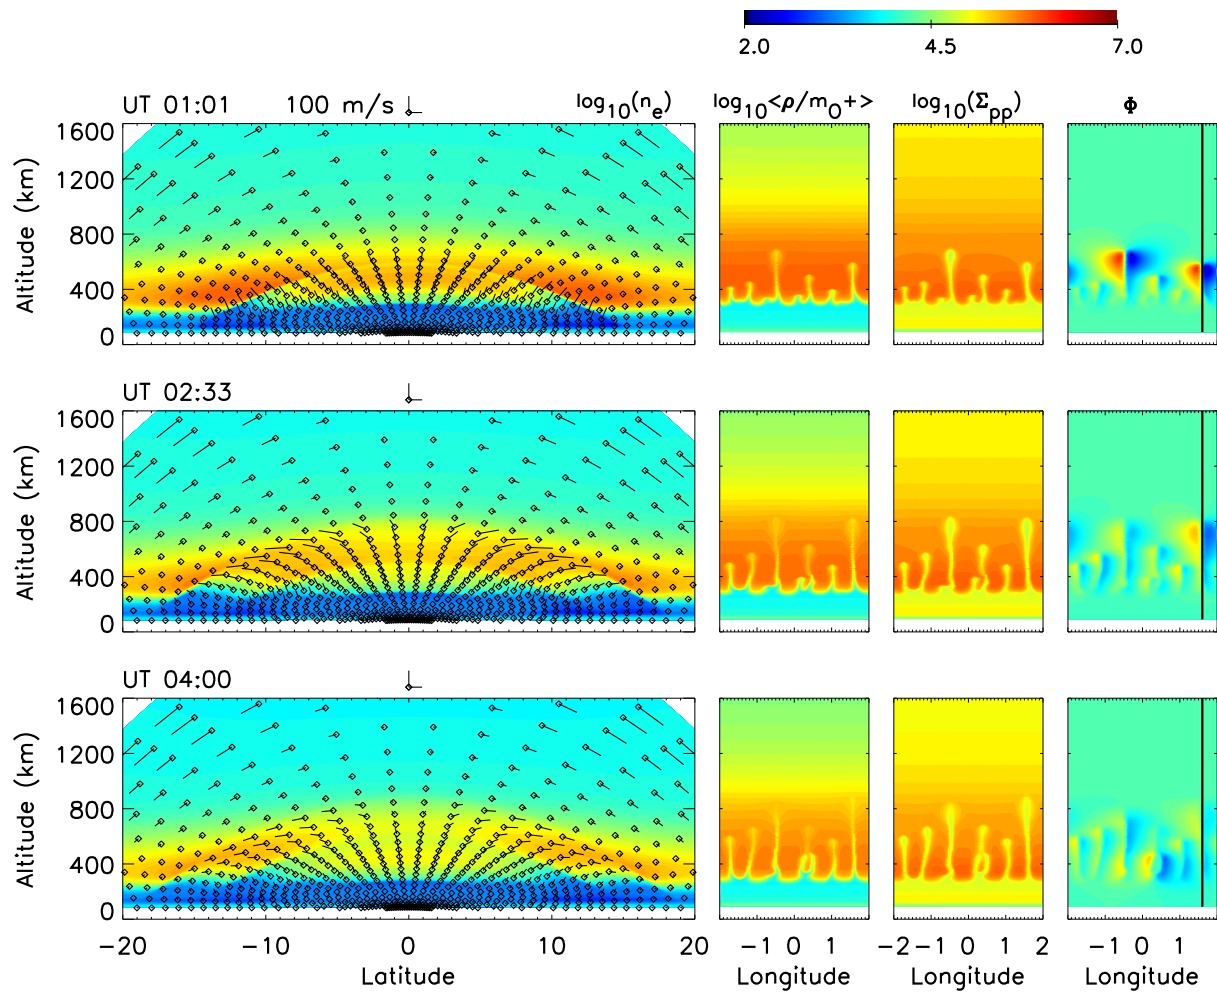 2.0 4.5 7.0
UT 01:01 100 m/s log10(ne) log10<ρ/mO+> log10(Σpp) Φ
1600
1200
800
400
0
Altitude (km)
UT 02:33
1600
1200
800
400
0
Altitude (km)
UT 04:00
1600
1200
800
400
0
Altitude (km)
−20 −10 0 10 20 −1 0 1 −2 −1 0 1 2 −1 0 1
Latitude Longitude Longitude Longitude